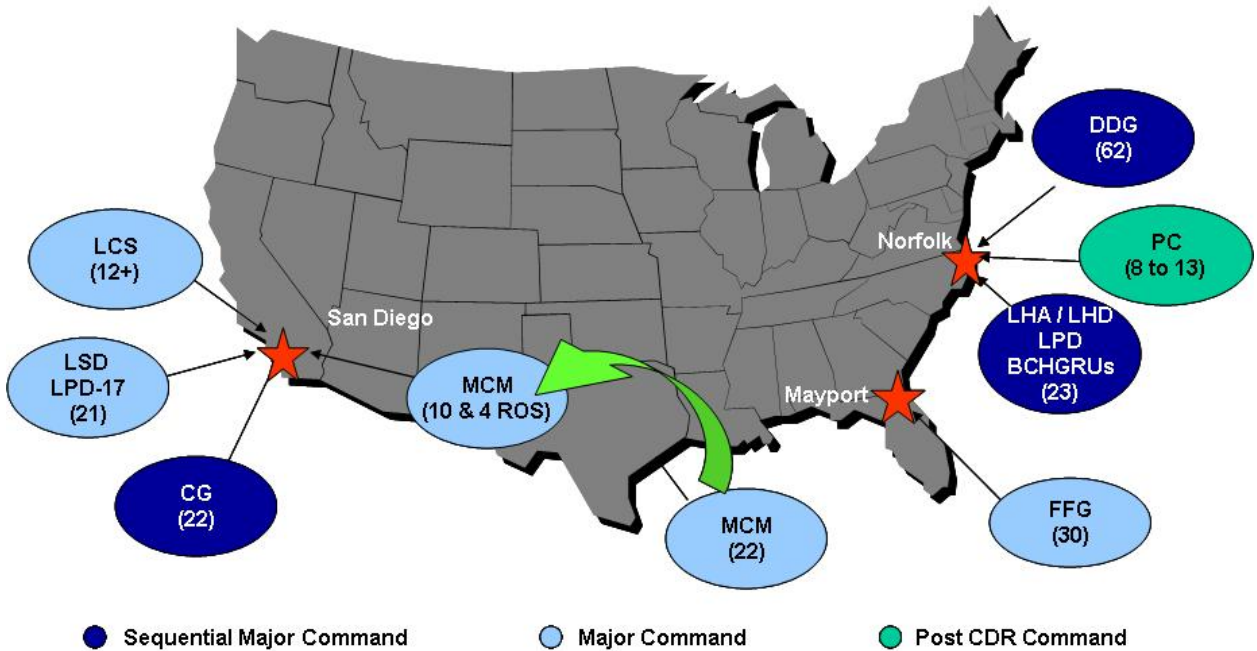 DDG
(62)
Norfolk
PC
(8 to 13)
LCS
(12+)
San Diego
LHA / LHD
LPD
BCHGRUs
(23)
LSD
LPD-17
(21)
MCM
(10 & 4 ROS)
Mayport
CG
(22)
MCM
(22)
FFG
(30)
Sequential Major Command
Major Command
Post CDR Command